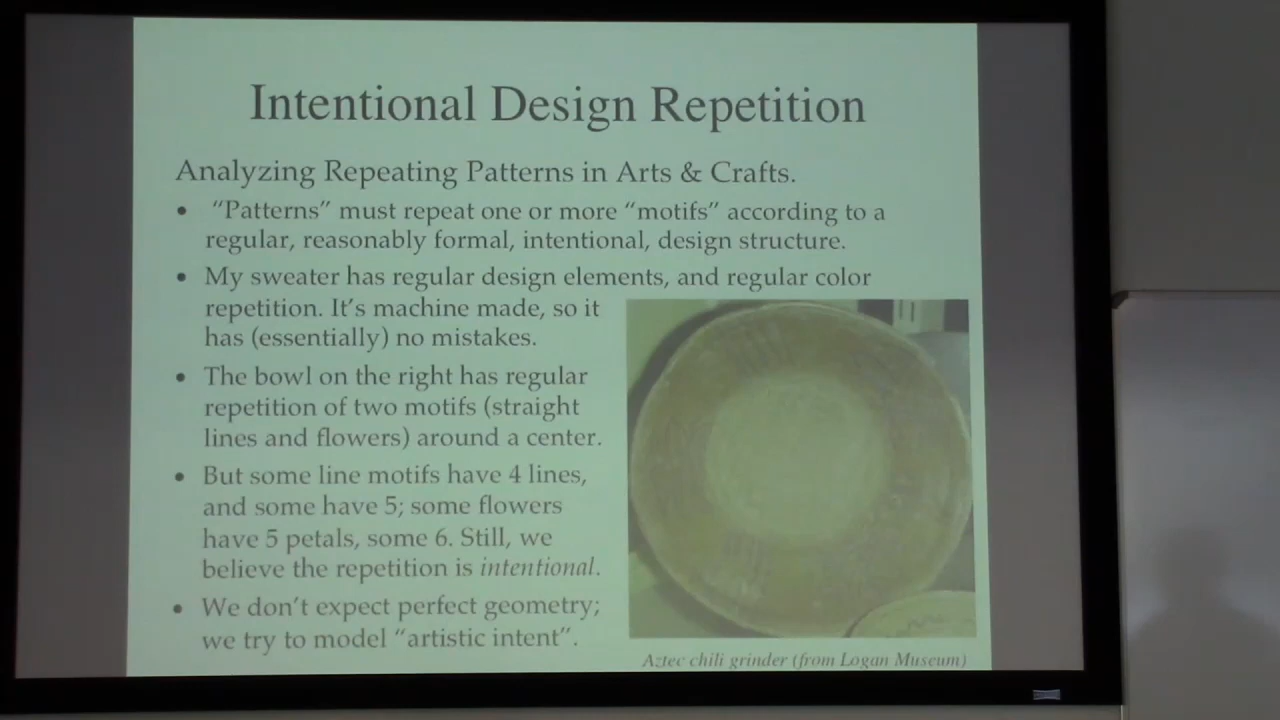 Intentional Design Repetition
Analyzing Repeating Patterns in Arts & Crafts.
• “Patterns” must repeat one or more “motifs” according to a
regular, reasonably formal, intentional, design structure.
• My sweater has regular design elements, and regular color
repetition. It’s machine made, so it
has (essentially) no mistakes.
• The bowl on the right has regular
repetition of two motifs (straight
lines and flowers) around a center.
• But some line motifs have 4 lines,
and some have 5; some flowers
have 5 petals, some 6. Still, we
believe the repetition is intentional.
• We don’t expect perfect geometry;
we try to model “artistic intent”.
Aztec chili grinder (from Logan Museum)